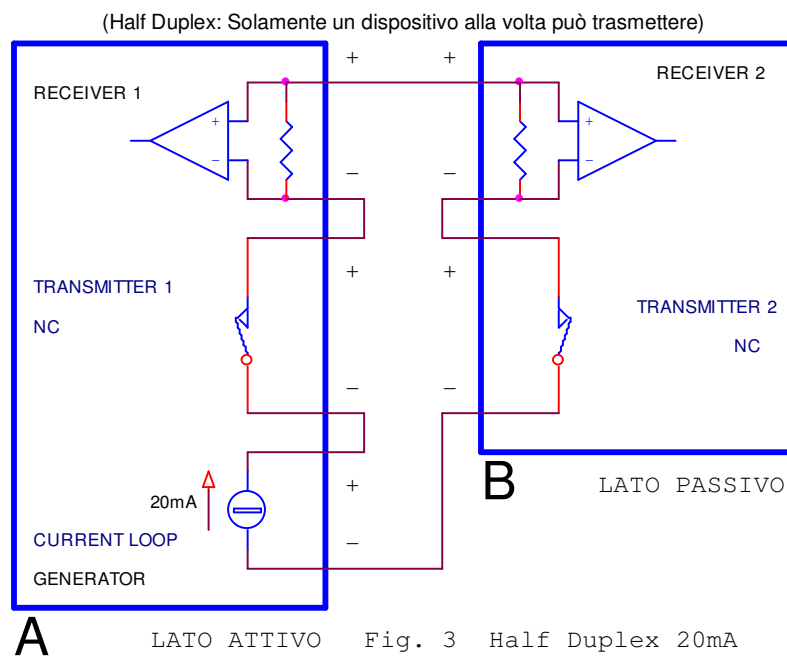 (Half Duplex: Solamente un dispositivo alla volta può trasmettere)
+ +
RECEIVER 1
RECEIVER 2
+ +
− −
− −
+ +
TRANSMITTER 1
TRANSMITTER 2
NC
NC
− −
20mA
+
B LATO PASSIVO
CURRENT LOOP
−
GENERATOR
A LATO ATTIVO Fig. 3 Half Duplex 20mA